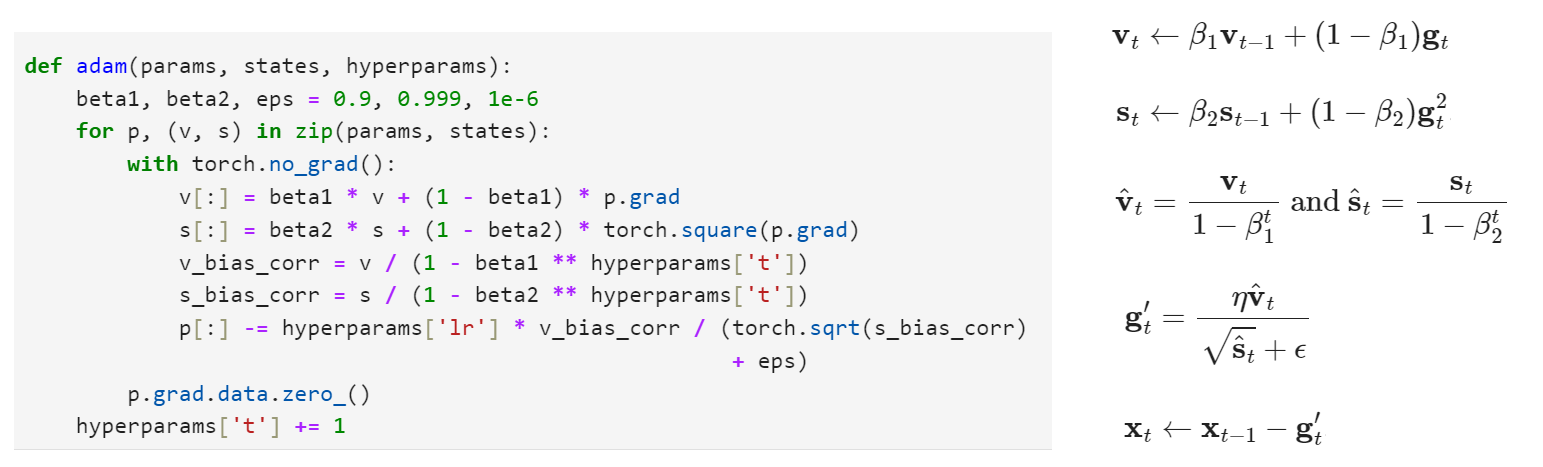 def adam(params, states, hyperparams):
    beta1, beta2, eps = 0.9, 0.999, 1e-6
    for p, (v, s) in zip(params, states):
        with torch.no_grad():
            v[:] = beta1 * v + (1 - beta1) * p.grad
            s[:] = beta2 * s + (1 - beta2) * torch.square(p.grad)
            v_bias_corr = v / (1 - beta1 ** hyperparams['t'])
            s_bias_corr = s / (1 - beta2 ** hyperparams['t'])
            p[:] -= hyperparams['lr'] * v_bias_corr / (torch.sqrt(s_bias_corr)
                                                       + eps)
        p.grad.data.zero_()
    hyperparams['t'] += 1
\mathbf{v}_t \leftarrow \beta_1 \mathbf{v}_{t-1} + (1 - \beta_1) \mathbf{g}_t
\mathbf{s}_t \leftarrow \beta_2 \mathbf{s}_{t-1} + (1 - \beta_2) \mathbf{g}_t^2
\hat{\mathbf{v}}_t = \frac{\mathbf{v}_t}{1 - \beta_1^t} \text{ and } \hat{\mathbf{s}}_t = \frac{\mathbf{s}_t}{1 - \beta_2^t}
\mathbf{g}_t' = \frac{\eta \hat{\mathbf{v}}_t}{\sqrt{\hat{\mathbf{s}}_t} + \epsilon}
\mathbf{x}_t \leftarrow \mathbf{x}_{t-1} - \mathbf{g}_t'